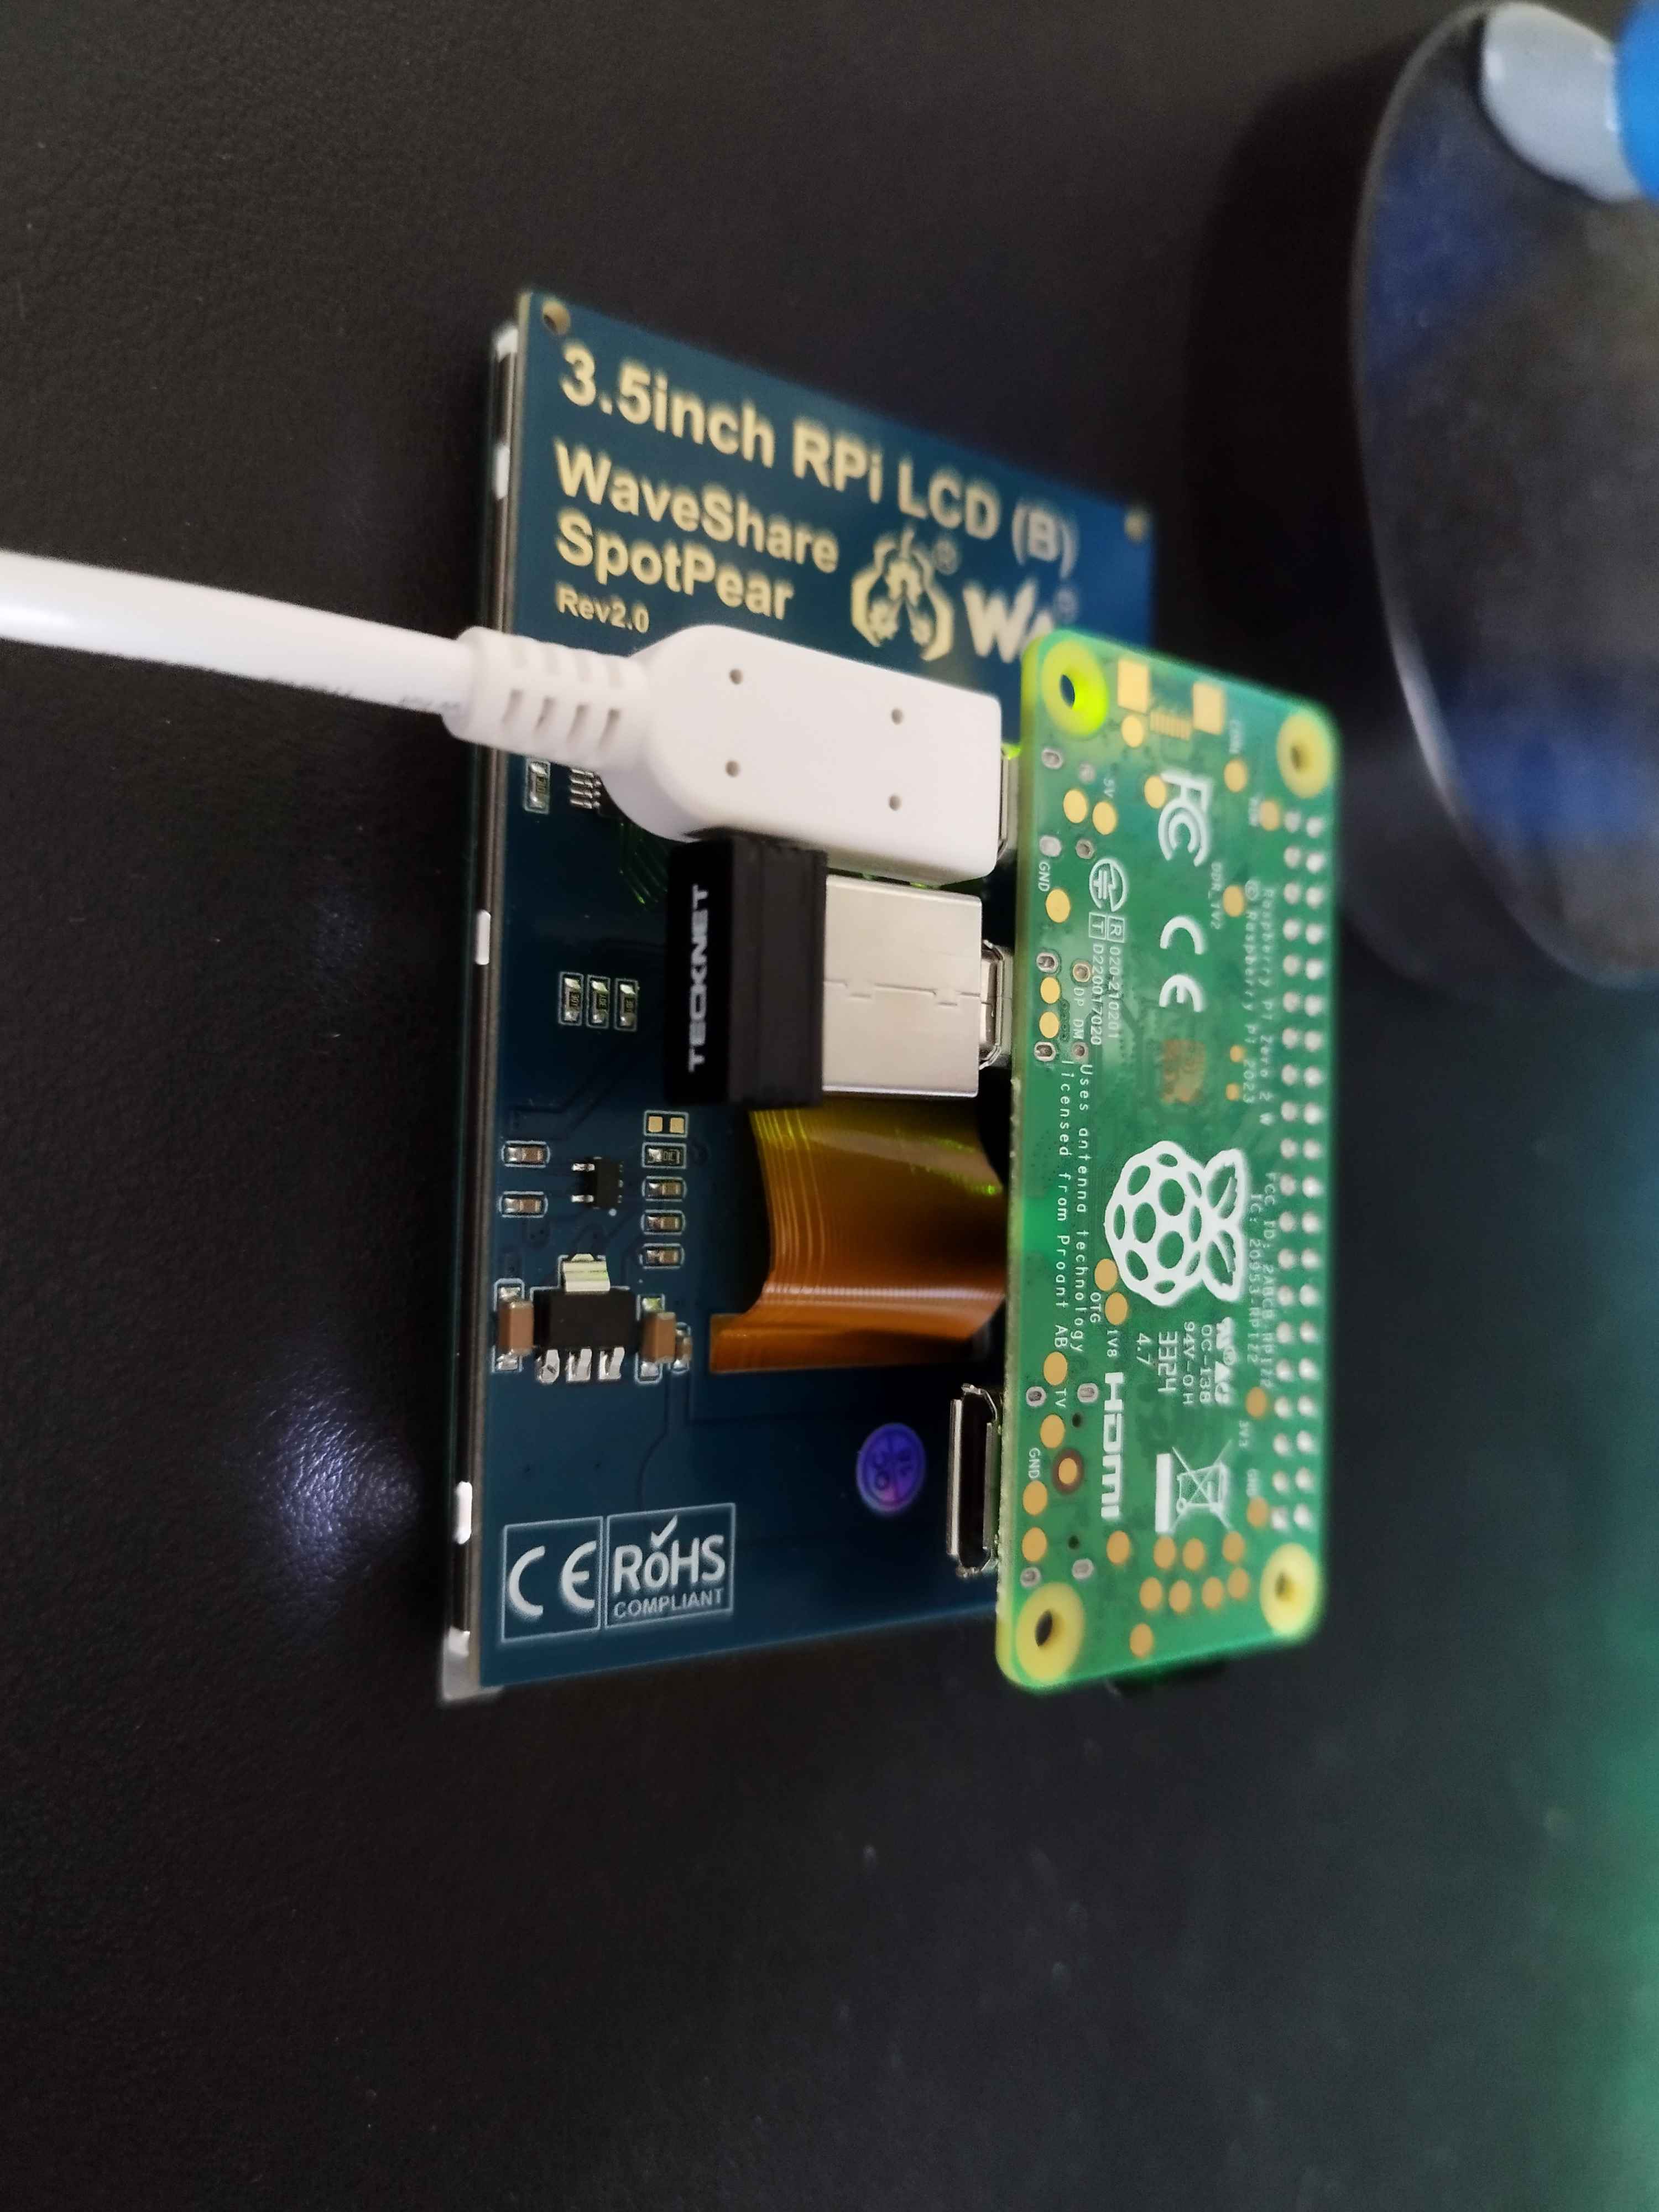 Raspberry Pi Zero 2 W
© Raspberry Pi 2023
FCC ID: 2ABCB-RPIZ2
IC: 20953-RPIZ2
RUN
3V3
GND
DDR_1V2
FC
CE
OC-138
94V-0 H
3324
4.7
5V
R 020-210201
T D220017020
DP DM
GND
1V8
HDMI
OTG
Uses antenna technology
licensed from Proant AB
TV
GND
3.5inch RPi LCD (B)
WaveShare
SpotPear
Rev2.0
TECKNET
QC
CE
RoHS
COMPLIANT